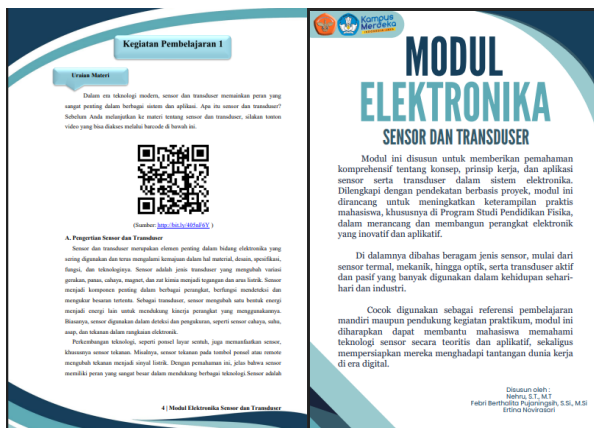 Kegiatan Pembelajaran 1
Uraian Materi
Dalam era teknologi modern, sensor dan transduser memainkan peran yang
sangat penting dalam berbagai sistem dan aplikasi. Apa itu sensor dan transduser?
Sebelum Anda melanjutkan ke materi tentang sensor dan transduser, silakan tonton
video yang bisa diakses melalui barcode di bawah ini.
(Sumber: )
A. Pengertian Sensor dan Transduser
Sensor dan transduser merupakan elemen penting dalam bidang elektronika yang
sering digunakan dan terus mengalami kemajuan dalam hal material, desain, spesifikasi,
fungsi, dan teknologinya. Sensor adalah jenis transduser yang mengubah variasi
gerakan, panas, cahaya, magnet, dan zat kimia menjadi tegangan dan arus listrik. Sensor
menjadi komponen penting dalam berbagai perangkat, berfungsi mendeteksi dan
mengukur besaran tertentu. Sebagai transduser, sensor mengubah satu bentuk energi
menjadi energi lain untuk mendukung kinerja perangkat yang menggunakannya.
Biasanya, sensor digunakan dalam deteksi dan pengukuran, seperti sensor cahaya, suhu,
asap, dan tekanan dalam rangkaian elektronik.
Perkembangan teknologi, seperti ponsel layar sentuh, juga memanfaatkan sensor,
khususnya sensor tekanan. Misalnya, sensor tekanan pada tombol ponsel atau remote
mengubah tekanan menjadi sinyal listrik. Dengan pemahaman ini, jelas bahwa sensor
memiliki peran yang sangat besar dalam mendukung berbagai teknologi.Sensor adalah
4 | Modul Elektronika Sensor dan Transduser
Kampus
Merdeka
MODUL
ELEKTRONIKA
SENSOR DAN TRANSDUSER
Modul ini disusun untuk memberikan pemahaman
komprehensif tentang konsep, prinsip kerja, dan aplikasi
sensor serta transduser dalam sistem elektronika.
Dilengkapi dengan pendekatan berbasis proyek, modul ini
dirancang untuk meningkatkan keterampilan praktis
mahasiswa, khususnya di Program Studi Pendidikan Fisika,
dalam merancang dan membangun perangkat elektronik
yang inovatif dan aplikatif.
Di dalamnya dibahas beragam jenis sensor, mulai dari
sensor termal, mekanik, hingga optik, serta transduser aktif
dan pasif yang banyak digunakan dalam kehidupan sehari-
hari dan industri.
Cocok digunakan sebagai referensi pembelajaran
mandiri maupun pendukung kegiatan praktikum, modul ini
diharapkan dapat membantu mahasiswa memahami
teknologi sensor secara teoritis dan aplikatif, sekaligus
mempersiapkan mereka menghadapi tantangan dunia kerja
di era digital.
Disusun oleh :
Nehru, S.T., M.T
Febri Berthalita Pujaningsih, S.Si., M.Si
Ertina Novirasari